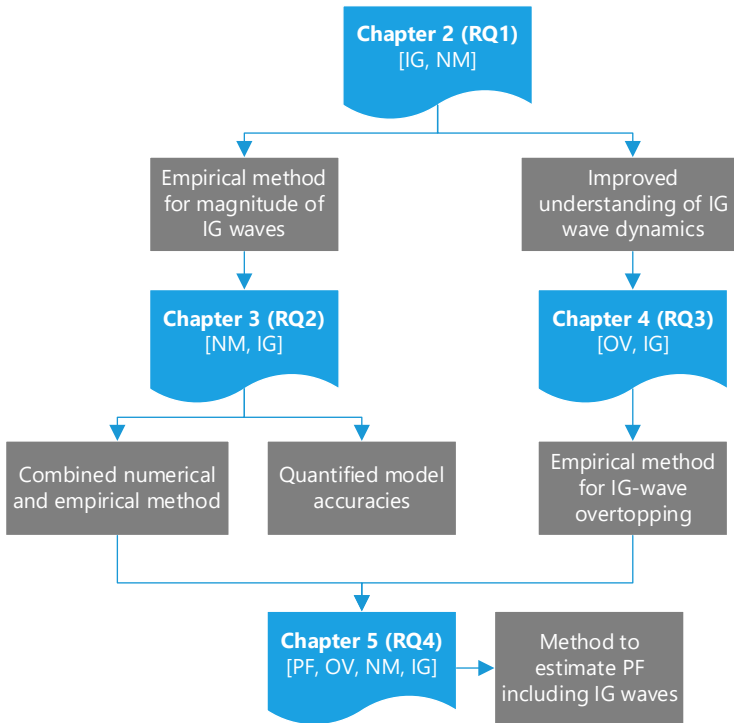 Chapter 2 (RQ1)
[IG, NM]
Empirical method
for magnitude of
IG waves
Improved
understanding of IG
wave dynamics
Chapter 3 (RQ2)
[NM, IG]
Chapter 4 (RQ3)
[OV, IG]
Combined numerical
and empirical method
Quantified model
accuracies
Empirical method
for IG-wave
overtopping
Chapter 5 (RQ4)
[PF, OV, NM, IG]
Method to
estimate PF
including IG waves